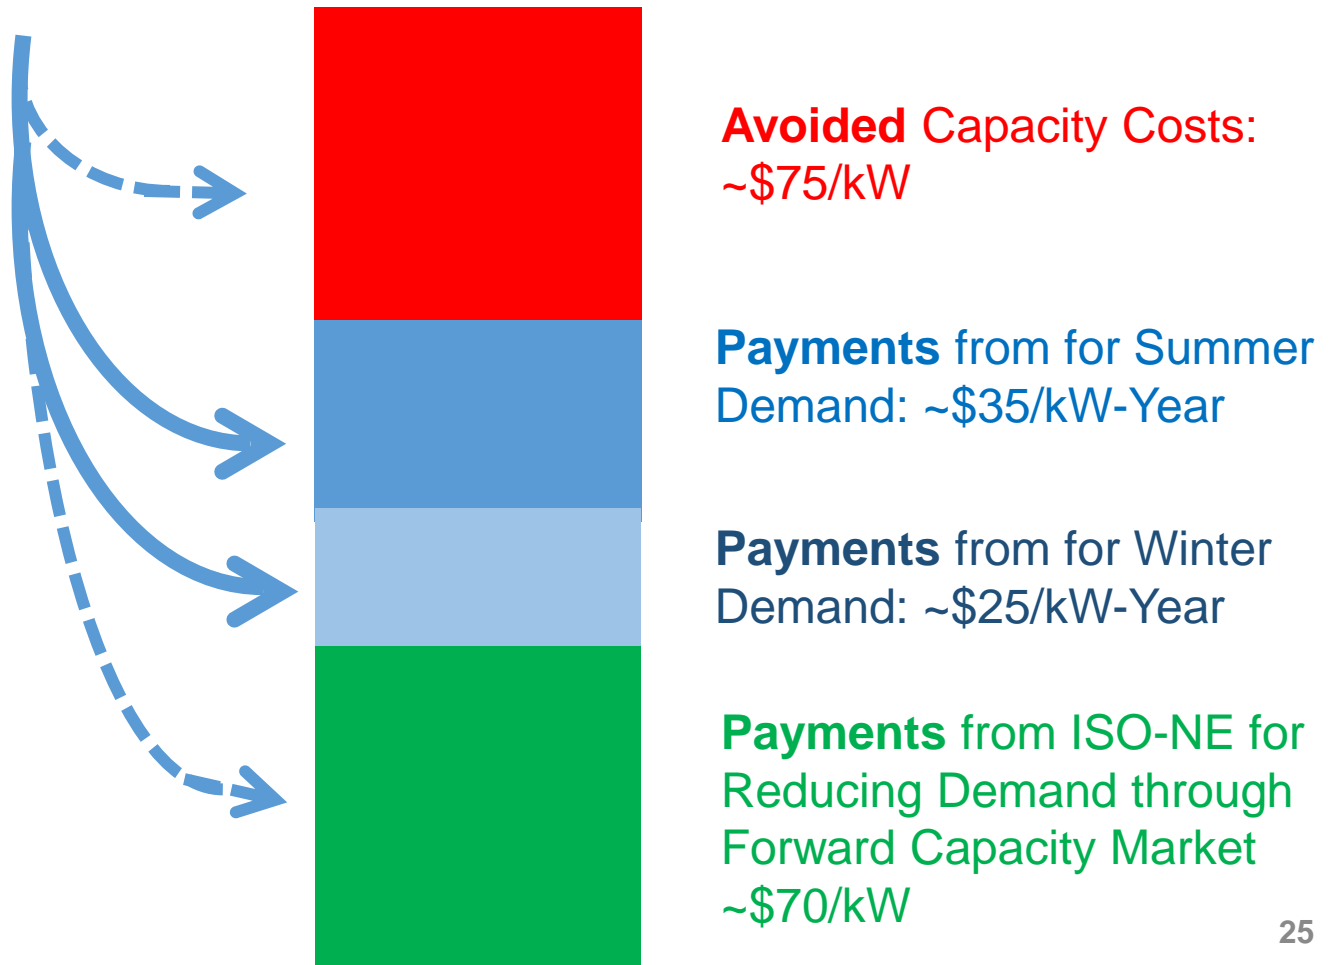 Avoided Capacity Costs:
~$75/kW
Payments from for Summer
Demand: ~$35/kW-Year
Payments from for Winter
Demand: ~$25/kW-Year
Payments from ISO-NE for
Reducing Demand through
Forward Capacity Market
~$70/kW
25